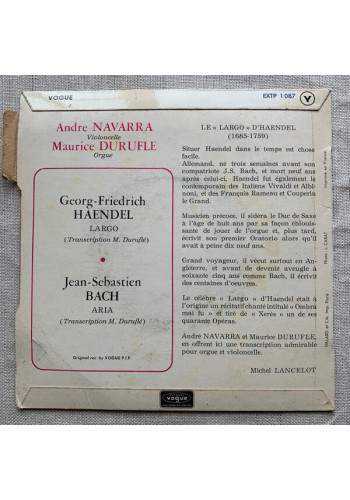 VOGUE
EXTP 1087
V
Andre NAVARRA
Violoncelle
Maurice DURUFLE
Orgue
Georg-Friedrich
HAENDEL
LARGO
(Transcription M. Duruflé)
Jean-Sebastien
BACH
ARIA
(Transcription M. Duruflé)
Original rec. by VOGUE P.I.P.
LE « LARGO » D'HAENDEL
(1685-1759)
Situer Haendel dans le temps est chose
facile.
Allemand, né trois semaines avant son
compatriote J.S. Bach, et mort neuf ans
après celui-ci, Haendel fut également le
contemporain des Italiens Vivaldi et Albi-
noni, et des Français Rameau et Couperin
le Grand.
Musicien précoce, il sidéra le Duc de Saxe
a l'âge de huit ans par sa façon éblouis-
sante de jouer de l'orgue et, plus tard,
écrivit son premier Oratorio alors qu'il
avait à peine dix neuf ans.
Grand voyageur, il vécut surtout en An-
gleterre, et avant de devenir aveugle à
soixante cinq ans comme Bach, il écrivit
des centaines d'œuvres.
Le célèbre « Largo » d'Haendel était à
l'origine un récitatif chanté intitulé « Ombra
mai fu » et tiré de « Xerès » un de ses
quarante Opéras.
André NAVARRA et Maurice DURUFLE,
en offrent ici une transcription admirable
pour orgue et violoncelle.
Michel LANCELOT
Imprimé en France
vogue